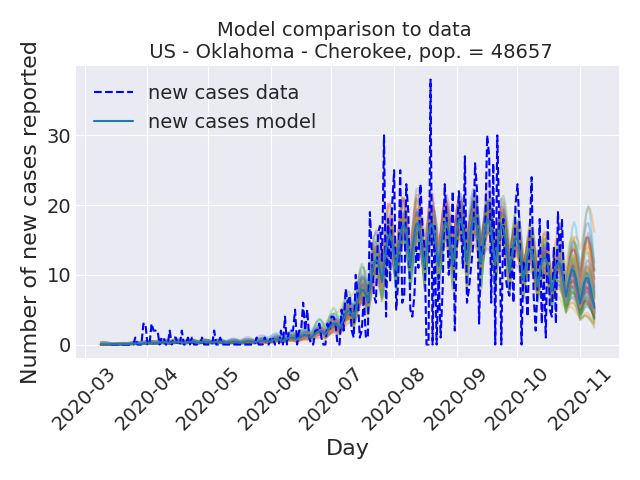 Model comparison to data
US - Oklahoma - Cherokee, pop. = 48657
new cases data
new cases model
Number of new cases reported
30
20
10
0
2020-03
2020-04
2020-05
2020-06
2020-07
2020-08
2020-09
2020-10
2020-11
Day